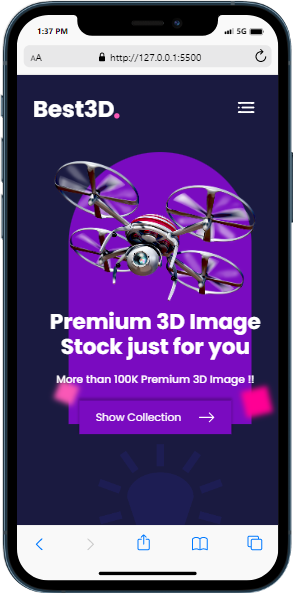 1:37 PM
5G
AA
http://127.0.0.1:5500
Best3D.
Premium 3D Image
Stock just for you
More than 100K Premium 3D Image !!
Show Collection